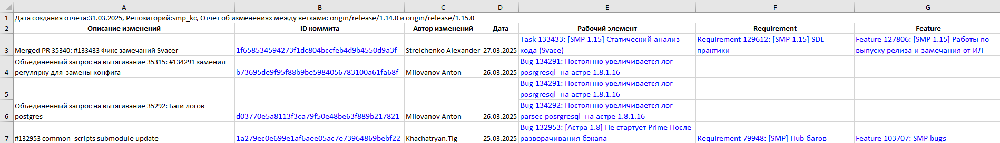 A B C D E F G
1 Дата создания отчета:31.03.2025, Репозиторий:smp_kc, Отчет об изменениях между ветками: origin/release/1.14.0 и origin/release/1.15.0
2 Описание изменений ID коммита Автор изменений Дата Рабочий элемент Requirement Feature
Task 133433: [SMP 1.15] Статический анализ Requirement 129612: [SMP 1.15] SDL Feature 127806: [SMP 1.15] Работы по
3 Merged PR 35340: #133433 Фикс замечаний Svacer 1f658534594273f1dc804bccfeb4d9b4550d9a3f Strelchenko Alexander 27.03.2025 кода (Svace) практики выпуску релиза и замечания от ИЛ
Объединенный запрос на вытягивание 35315: #134291 заменил Bug 134291: Постоянно увеличивается лог
4 регулярку для замены конфига b73695de9f95f88b9be5984056783100a61fa68f Milovanov Anton 26.03.2025 posrgresql на астре 1.8.1.16 - -
Bug 134291: Постоянно увеличивается лог
5 posrgresql на астре 1.8.1.16 - -
Объединенный запрос на вытягивание 35292: Баги логов Bug 134292: Постоянно увеличивается лог
6 postgres d03770e5a8113f3ca79f50e48be63f889b217821 Milovanov Anton 26.03.2025 parsec posrgresql на астре 1.8.1.16 - -
Bug 132953: [Астра 1.8] Не стартует Prime После
7 #132953 common_scripts submodule update 1a279ec0e699e1af6aee05ac7e73964869bebf22 Khachatryan.Tig 25.03.2025 разворачивания бэкапа Requirement 79948: [SMP] Hub багов Feature 103707: SMP bugs